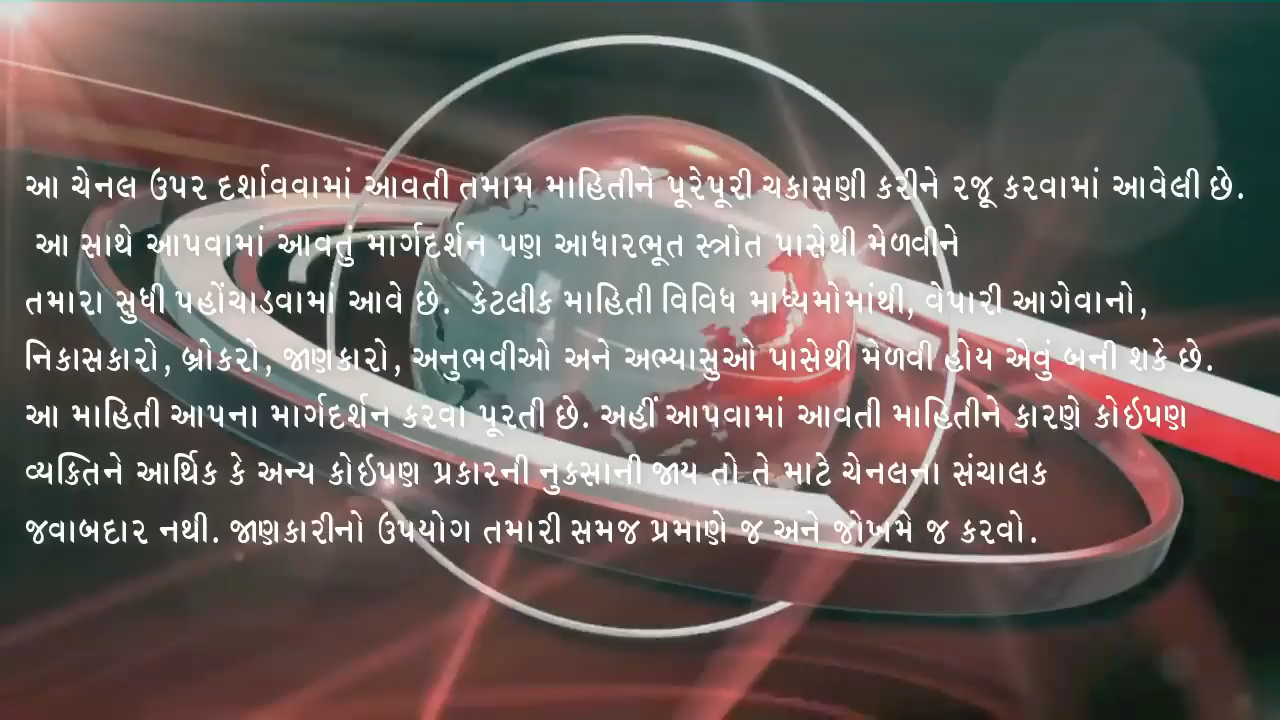 આ ચેનલ ઉપર દર્શાવવામાં આવતી તમામ માહિતીને પૂરેપૂરી ચકાસણી કરીને રજૂ કરવામાં આવેલી છે.
આ સાથે આપવામાં આવતું માર્ગદર્શન પણ આધારભૂત સ્ત્રોત પાસેથી મેળવીને
તમારા સુધી પહોંચાડવામાં આવે છે. કેટલીક માહિતી વિવિધ માધ્યમોમાંથી, વેપારી આગેવાનો,
નિકાસકારો, બ્રોકરો, જાણકારો, અનુભવીઓ અને અભ્યાસુઓ પાસેથી મેળવી હોય એવું બની શકે છે.
આ માહિતી આપના માર્ગદર્શન કરવા પૂરતી છે. અહીં આપવામાં આવતી માહિતીને કારણે કોઇપણ
વ્યકિતને આર્થિક કે અન્ય કોઇપણ પ્રકારની નુકસાની જાય તો તે માટે ચેનલના સંચાલક
જવાબદાર નથી. જાણકારીનો ઉપયોગ તમારી સમજ પ્રમાણે જ અને જોખમે જ કરવો.